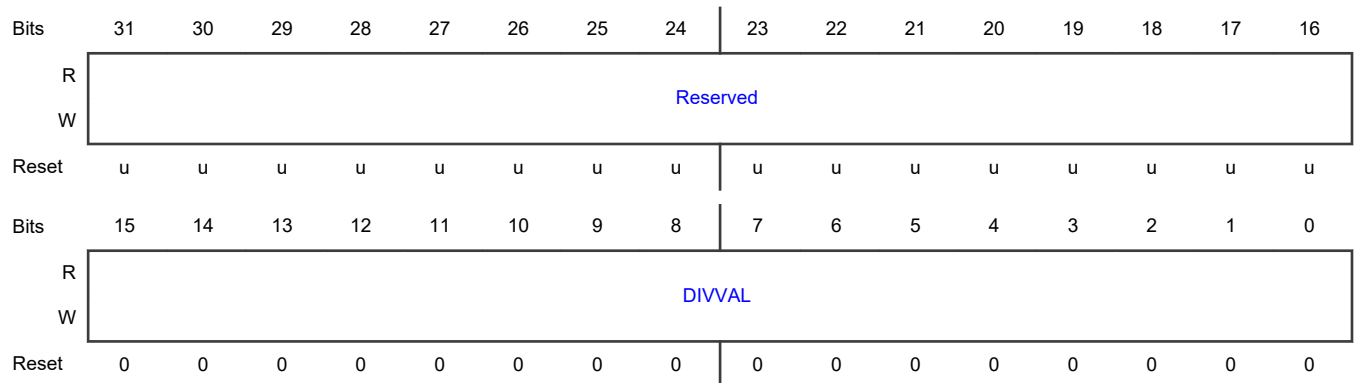 Bits 31 30 29 28 27 26 25 24 23 22 21 20 19 18 17 16
R
Reserved
W
Reset u u u u u u u u u u u u u u u u
Bits 15 14 13 12 11 10 9 8 7 6 5 4 3 2 1 0
R
DIVVAL
W
Reset 0 0 0 0 0 0 0 0 0 0 0 0 0 0 0 0